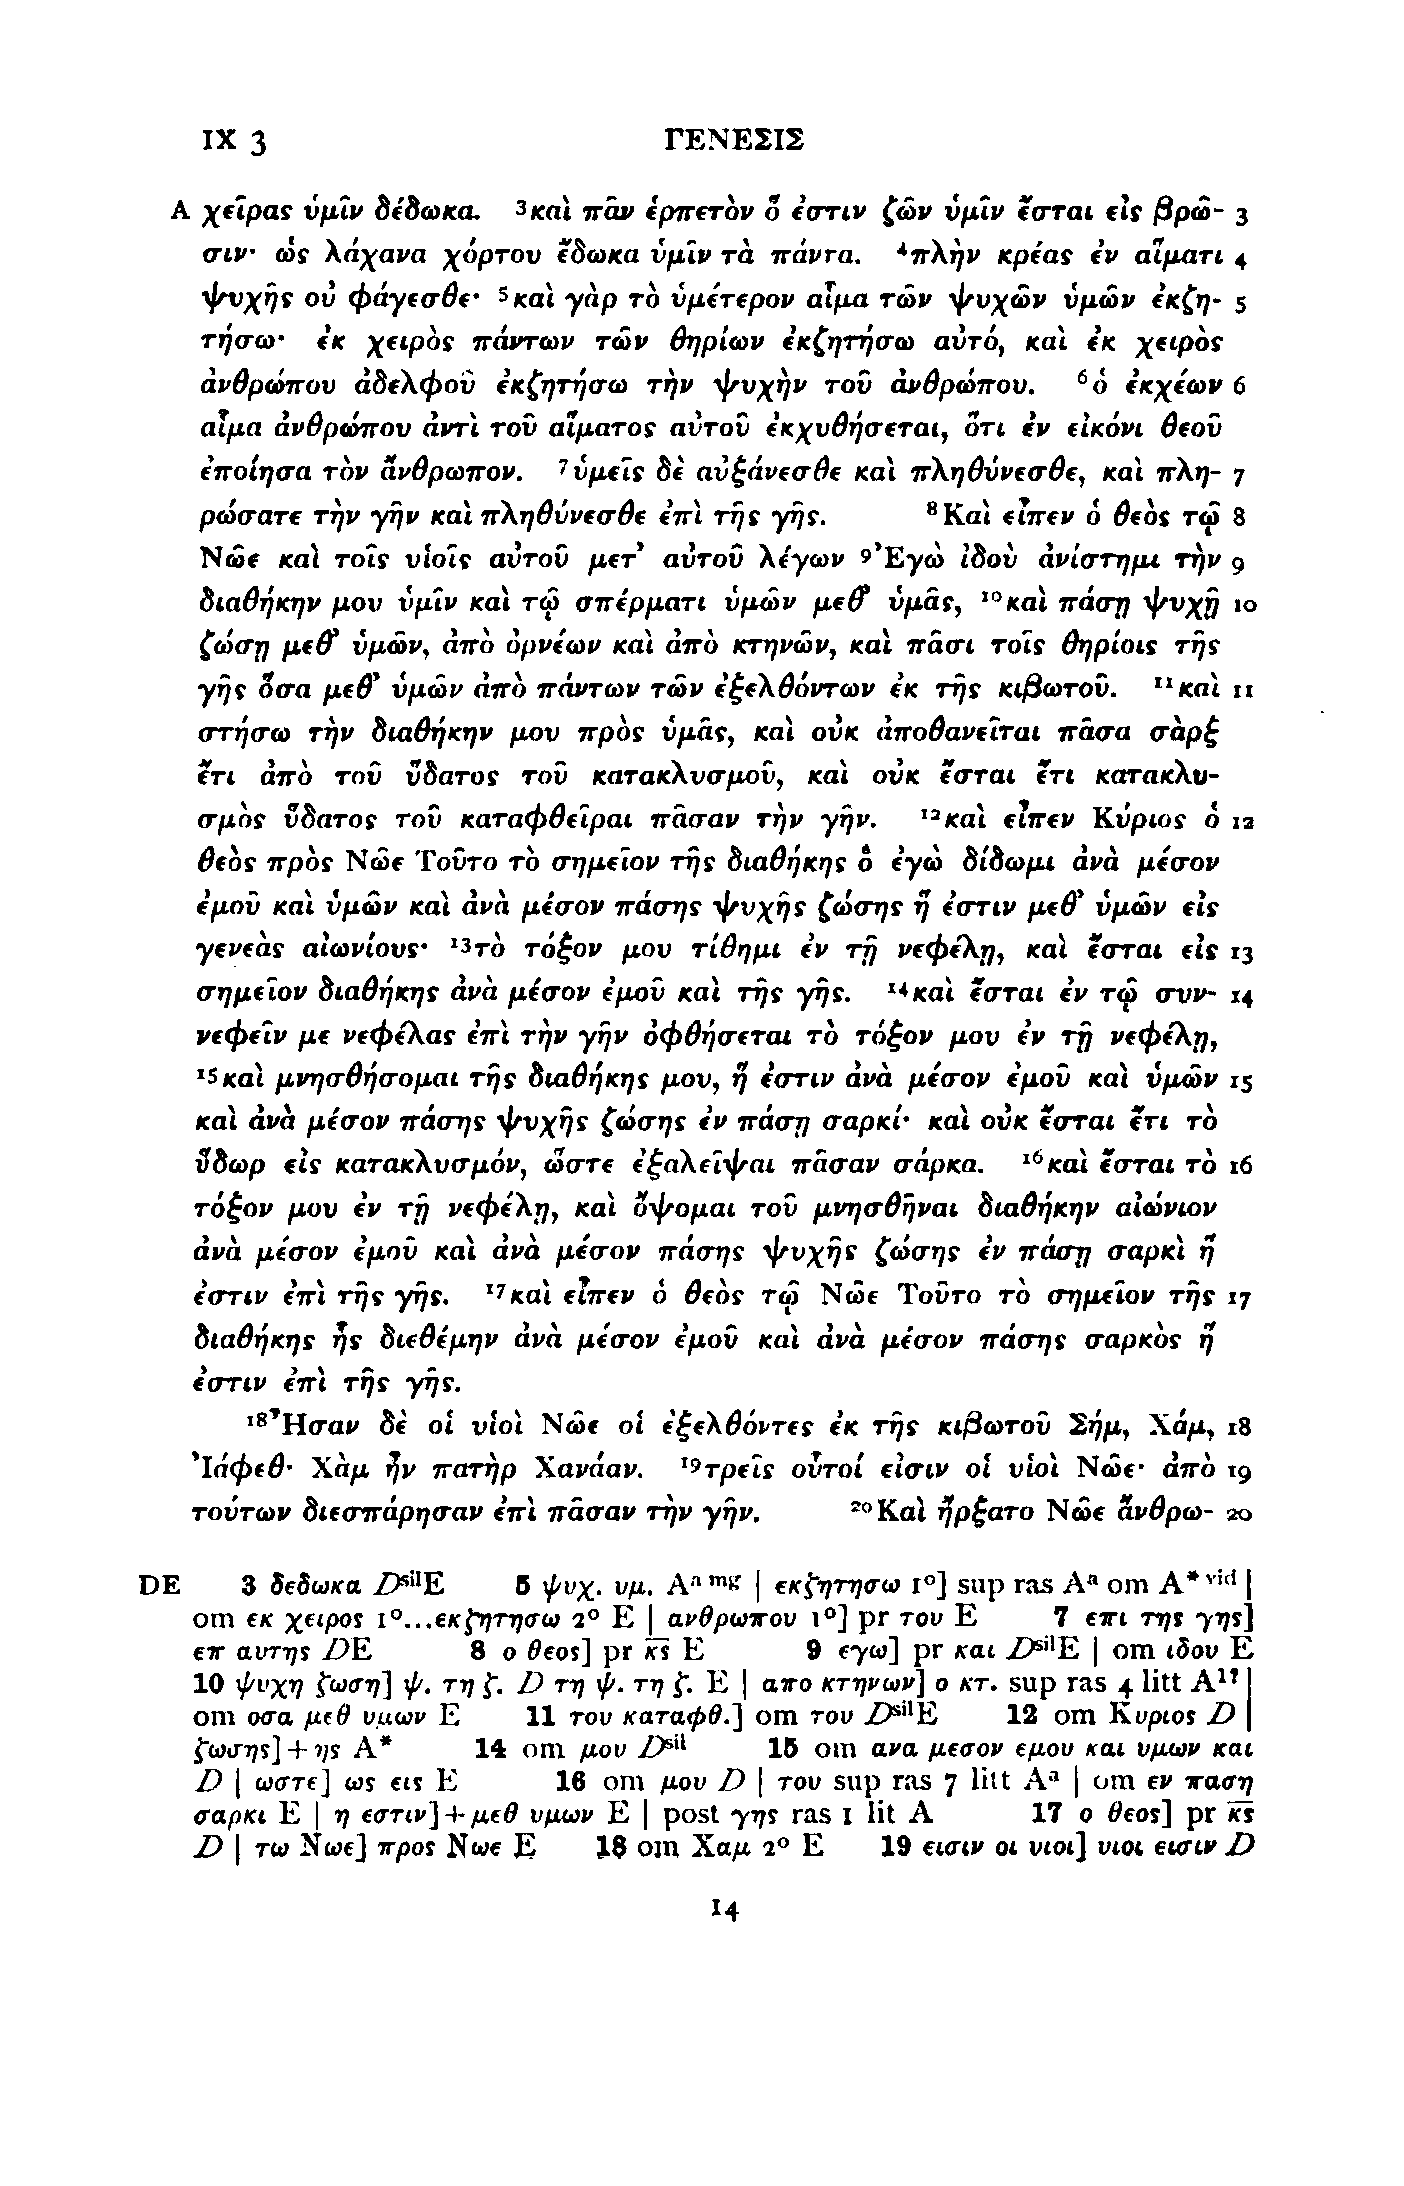 IX 3 ΓΕΝΕΣΙΣ
A χεῖρας ὑμῖν δέδωκα. ³καὶ πᾶν ἑρπετὸν ὅ ἐστιν ζῶν ὑμῖν ἔσται εἰς βρῶ- 3
σιν· ὡς λάχανα χόρτου ἔδωκα ὑμῖν τὰ πάντα. ⁴πλὴν κρέας ἐν αἵματι 4
ψυχῆς οὐ φάγεσθε· ⁵καὶ γὰρ τὸ ὑμέτερον αἷμα τῶν ψυχῶν ὑμῶν ἐκζη- 5
τήσω· ἐκ χειρὸς πάντων τῶν θηρίων ἐκζητήσω αὐτό, καὶ ἐκ χειρὸς
ἀνθρώπου ἀδελφοῦ ἐκζητήσω τὴν ψυχὴν τοῦ ἀνθρώπου. ⁶ὁ ἐκχέων 6
αἷμα ἀνθρώπου ἀντὶ τοῦ αἵματος αὐτοῦ ἐκχυθήσεται, ὅτι ἐν εἰκόνι θεοῦ
ἐποίησα τὸν ἄνθρωπον. ⁷ὑμεῖς δὲ αὐξάνεσθε καὶ πληθύνεσθε, καὶ πλη- 7
ρώσατε τὴν γῆν καὶ πληθύνεσθε ἐπὶ τῆς γῆς. ⁸Καὶ εἶπεν ὁ θεὸς τῷ 8
Νῶε καὶ τοῖς υἱοῖς αὐτοῦ μετ᾽ αὐτοῦ λέγων ⁹Ἐγὼ ἰδοὺ ἀνίστημι τὴν 9
διαθήκην μου ὑμῖν καὶ τῷ σπέρματι ὑμῶν μεθ᾽ ὑμᾶς, ¹⁰καὶ πάσῃ ψυχῇ 10
ζώσῃ μεθ᾽ ὑμῶν, ἀπὸ ὀρνέων καὶ ἀπὸ κτηνῶν, καὶ πᾶσι τοῖς θηρίοις τῆς
γῆς ὅσα μεθ᾽ ὑμῶν ἀπὸ πάντων τῶν ἐξελθόντων ἐκ τῆς κιβωτοῦ. ¹¹καὶ 11
στήσω τὴν διαθήκην μου πρὸς ὑμᾶς, καὶ οὐκ ἀποθανεῖται πᾶσα σὰρξ
ἔτι ἀπὸ τοῦ ὕδατος τοῦ κατακλυσμοῦ, καὶ οὐκ ἔσται ἔτι κατακλυ-
σμὸς ὕδατος τοῦ καταφθεῖραι πᾶσαν τὴν γῆν. ¹²καὶ εἶπεν Κύριος ὁ 12
θεὸς πρὸς Νῶε Τοῦτο τὸ σημεῖον τῆς διαθήκης ὃ ἐγὼ δίδωμι ἀνὰ μέσον
ἐμοῦ καὶ ὑμῶν καὶ ἀνὰ μέσον πάσης ψυχῆς ζώσης ἥ ἐστιν μεθ᾽ ὑμῶν εἰς
γενεὰς αἰωνίους· ¹³τὸ τόξον μου τίθημι ἐν τῇ νεφέλῃ, καὶ ἔσται εἰς 13
σημεῖον διαθήκης ἀνὰ μέσον ἐμοῦ καὶ τῆς γῆς. ¹⁴καὶ ἔσται ἐν τῷ συν- 14
νεφεῖν με νεφέλας ἐπὶ τὴν γῆν ὀφθήσεται τὸ τόξον μου ἐν τῇ νεφέλῃ,
¹⁵καὶ μνησθήσομαι τῆς διαθήκης μου, ἥ ἐστιν ἀνὰ μέσον ἐμοῦ καὶ ὑμῶν 15
καὶ ἀνὰ μέσον πάσης ψυχῆς ζώσης ἐν πάσῃ σαρκί· καὶ οὐκ ἔσται ἔτι τὸ
ὕδωρ εἰς κατακλυσμόν, ὥστε ἐξαλεῖψαι πᾶσαν σάρκα. ¹⁶καὶ ἔσται τὸ 16
τόξον μου ἐν τῇ νεφέλῃ, καὶ ὄψομαι τοῦ μνησθῆναι διαθήκην αἰώνιον
ἀνὰ μέσον ἐμοῦ καὶ ἀνὰ μέσον πάσης ψυχῆς ζώσης ἐν πάσῃ σαρκὶ ἥ
ἐστιν ἐπὶ τῆς γῆς. ¹⁷καὶ εἶπεν ὁ θεὸς τῷ Νῶε Τοῦτο τὸ σημεῖον τῆς 17
διαθήκης ἧς διεθέμην ἀνὰ μέσον ἐμοῦ καὶ ἀνὰ μέσον πάσης σαρκὸς ἥ
ἐστιν ἐπὶ τῆς γῆς.
¹⁸Ἦσαν δὲ οἱ υἱοὶ Νῶε οἱ ἐξελθόντες ἐκ τῆς κιβωτοῦ Σήμ, Χάμ, 18
Ἰάφεθ· Χὰμ ἦν πατὴρ Χανάαν. ¹⁹τρεῖς οὗτοί εἰσιν οἱ υἱοὶ Νῶε· ἀπὸ 19
τούτων διεσπάρησαν ἐπὶ πᾶσαν τὴν γῆν. ²⁰Καὶ ἤρξατο Νῶε ἄνθρω- 20
DE 3 δεδωκα Dˢⁱˡ E 5 ψυχ. υμ. Aᵃ ᵐᵍ | εκζητησω 1°] sup ras Aᵃ om A* ᵛⁱᵈ |
om εκ χειρος 1°...εκζητησω 2° E | ανθρωπου 1°] pr του E 7 επι της γης]
επ αυτης DE 8 ο θεος] pr κ̅ς̅ E 9 εγω] pr και Dˢⁱˡ E | om ιδου E
10 ψυχη ζωση] ψ. τη ζ. D τη ψ. τη ζ. E | απο κτηνων] ο κτ. sup ras 4 litt A¹ˀ |
om οσα μεθ υμων E 11 του καταφθ.] om του Dˢⁱˡ E 12 om Κυριος D |
ζωσης] + ης A* 14 om μου Dˢⁱˡ 15 om ανα μεσον εμου και υμων και
D | ωστε] ως εις E 16 om μου D | του sup ras 7 litt Aᵃ | om εν παση
σαρκι E | η εστιν] + μεθ υμων E | post γης ras 1 lit A 17 ο θεος] pr κ̅ς̅
D | τω Νωε] προς Νωε E 18 om Χαμ 2° E 19 εισιν οι υιοι] υιοι εισιν D
14